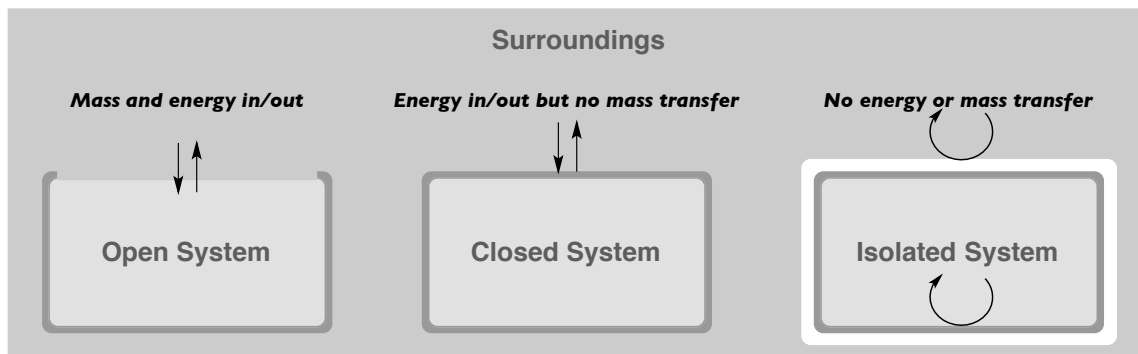 Surroundings
Mass and energy in/out
Energy in/out but no mass transfer
No energy or mass transfer
Open System
Closed System
Isolated System